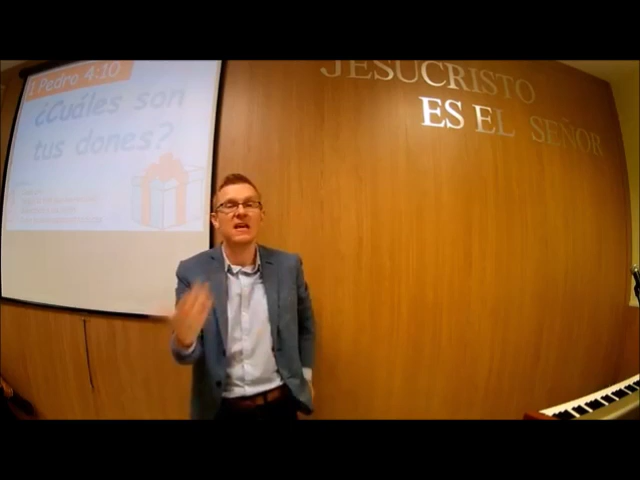 1 Pedro 4:10
¿Cuáles son
tus dones?
JESUCRISTO
ES EL SEÑOR